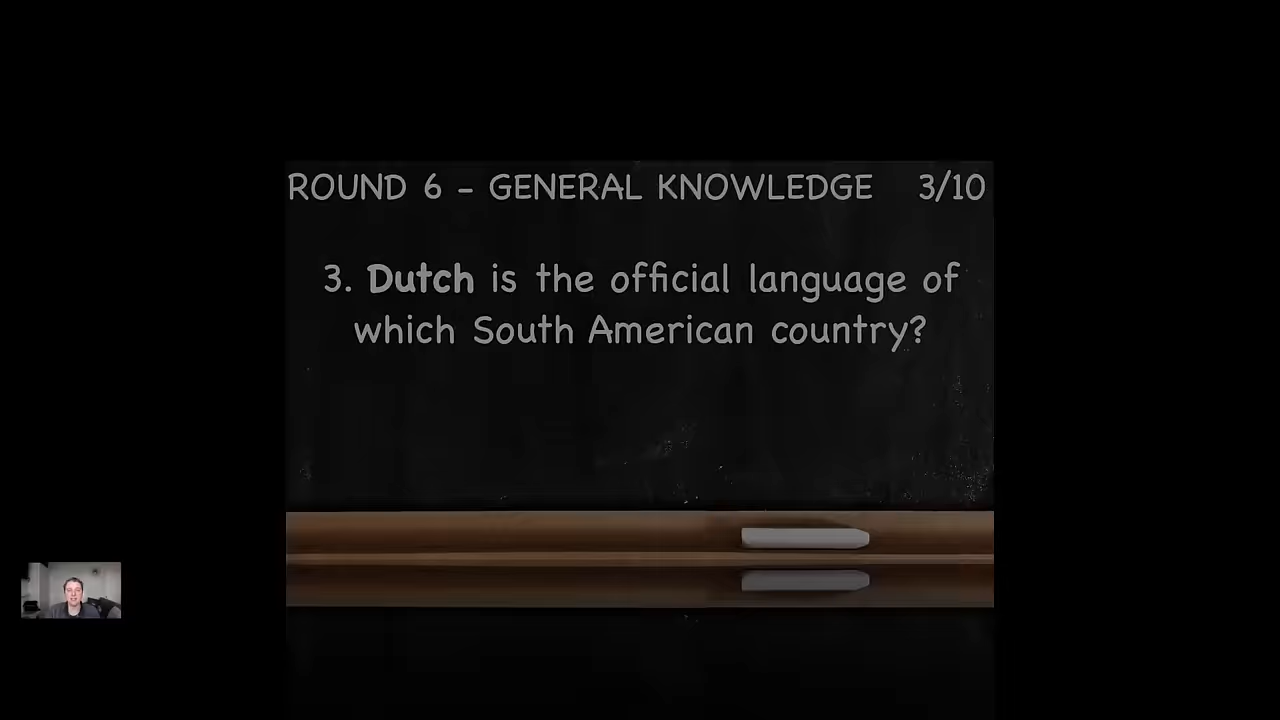 ROUND 6 - GENERAL KNOWLEDGE 3/10
3. Dutch is the official language of
which South American country?